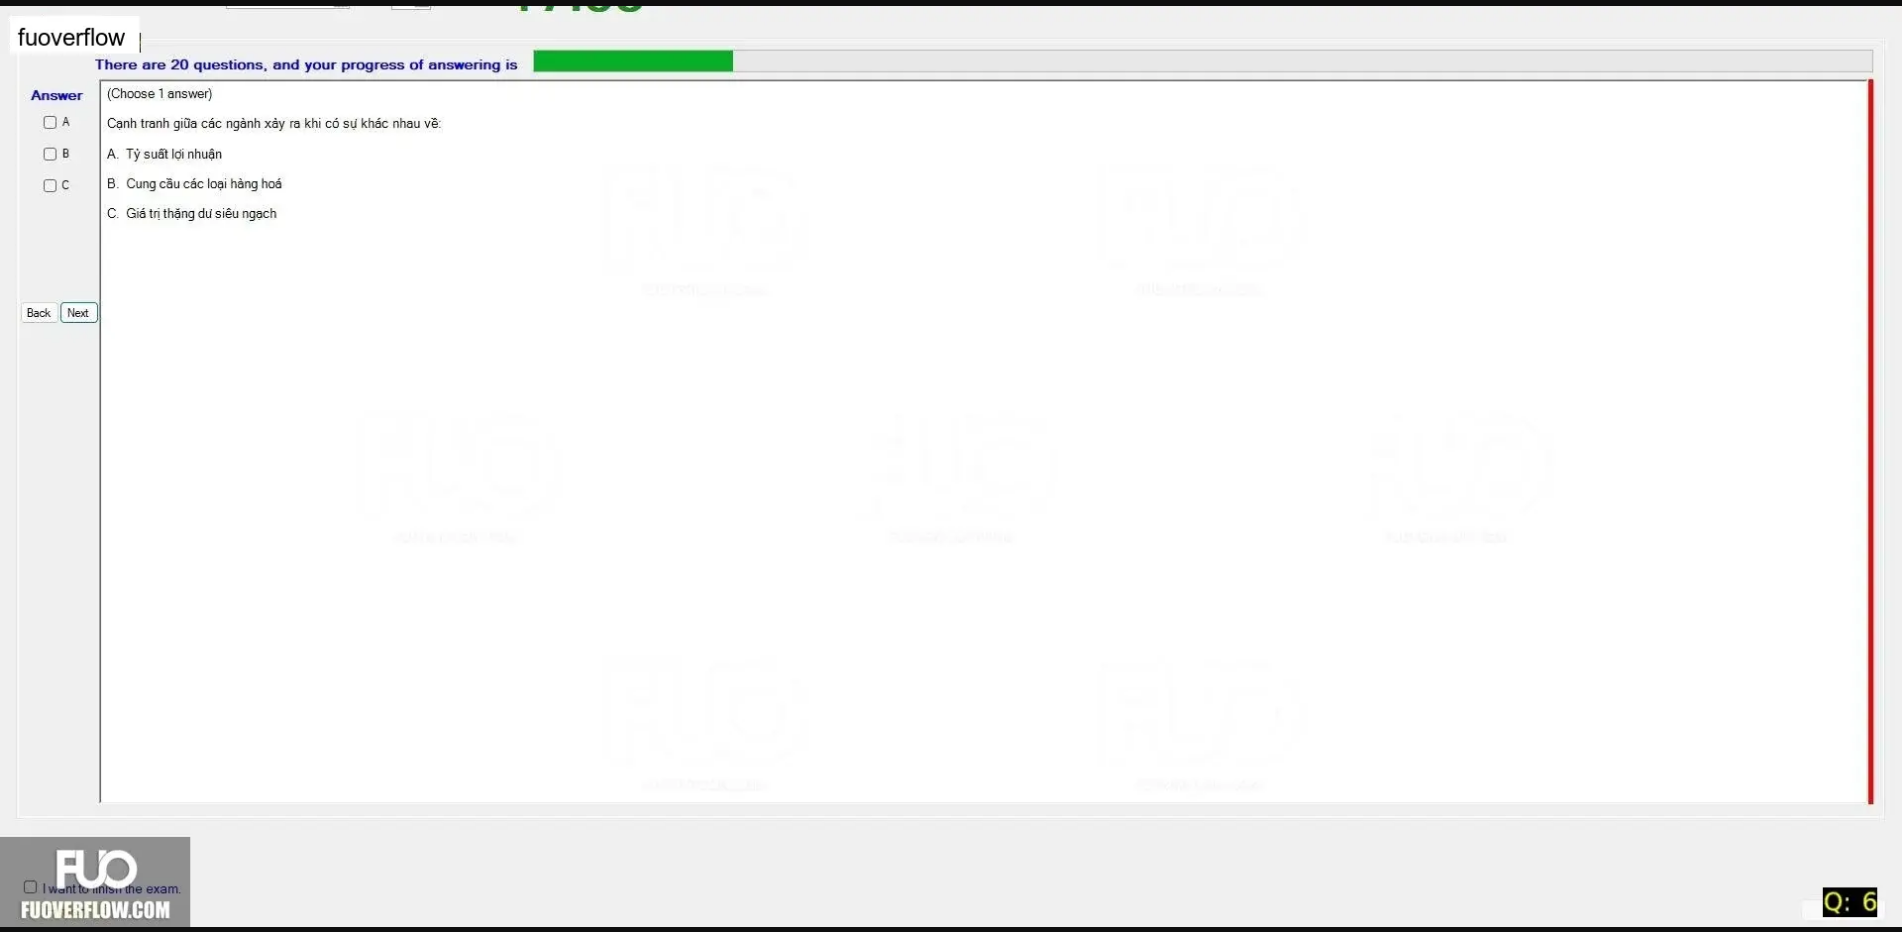 fuoverflow
There are 20 questions, and your progress of answering is
Answer
(Choose 1 answer)
A
Cạnh tranh giữa các ngành xảy ra khi có sự khác nhau về:
B
A. Tỷ suất lợi nhuận
C
B. Cung cầu các loại hàng hoá
C. Giá trị thặng dư siêu ngạch
Back Next
FUO
I want to finish the exam.
FUOVERFLOW.COM
Q: 6